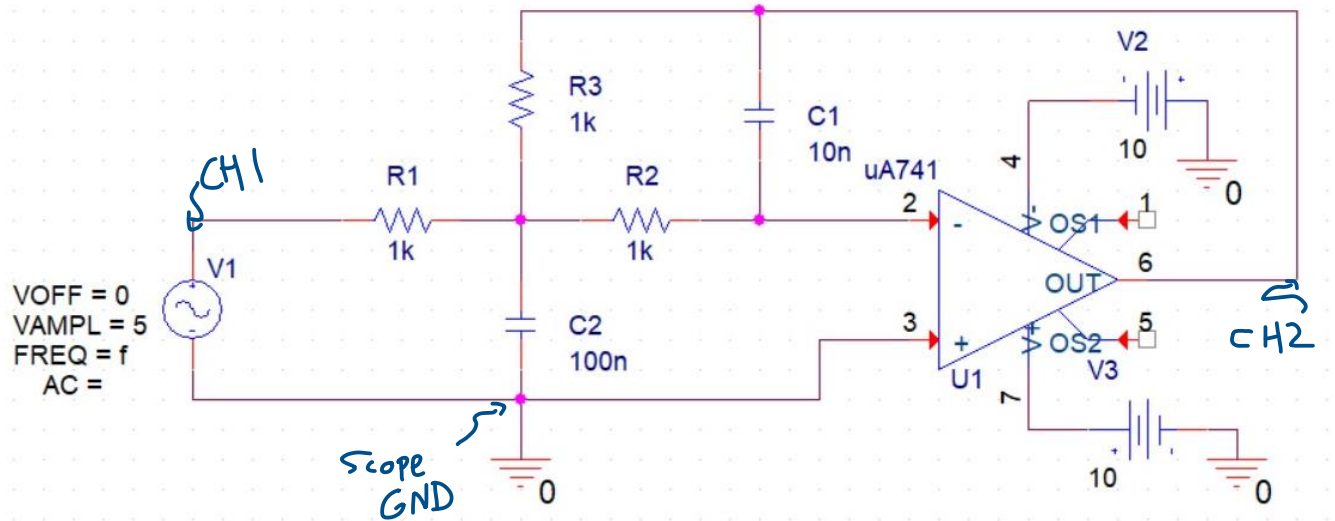 V2
R3
1k
C1
10n
10
0
uA741
4
CH1
R1
1k
R2
1k
2
-
V-
OS1
1
V1
VOFF = 0
VAMPL = 5
FREQ = f
AC =
C2
100n
OUT
6
CH2
3
+
V+
OS2
5
V3
U1
7
10
0
Scope
GND
0